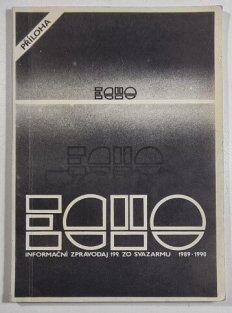 PŘÍLOHA
ECHO
ECHO
ECHO
INFORMAČNÍ ZPRAVODAJ 199. ZO SVAZARMU 1989-1990